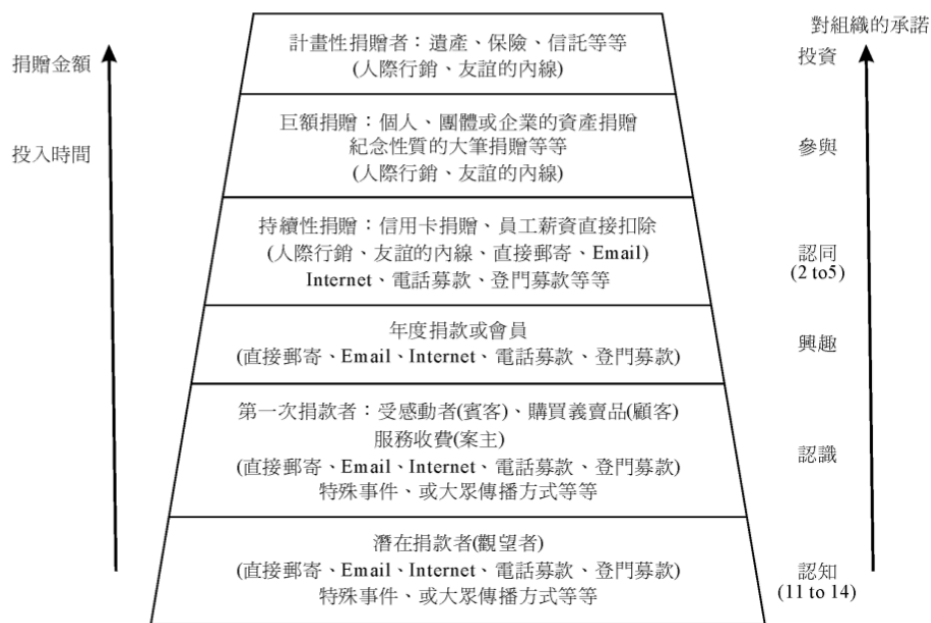 對組織的承諾
捐贈金額
投入時間
計畫性捐贈者：遺產、保險、信託等等
(人際行銷、友誼的內線)
投資
巨額捐贈：個人、團體或企業的資產捐贈
紀念性質的大筆捐贈等等
(人際行銷、友誼的內線)
參與
持續性捐贈：信用卡捐贈、員工薪資直接扣除
(人際行銷、友誼的內線、直接郵寄、Email)
Internet、電話募款、登門募款等等
認同
(2 to5)
年度捐款或會員
(直接郵寄、Email、Internet、電話募款、登門募款)
興趣
第一次捐款者：受感動者(賓客)、購買義賣品(顧客)
服務收費(案主)
(直接郵寄、Email、Internet、電話募款、登門募款)
特殊事件、或大眾傳播方式等等
認識
潛在捐款者(觀望者)
(直接郵寄、Email、Internet、電話募款、登門募款)
特殊事件、或大眾傳播方式等等
認知
(11 to 14)